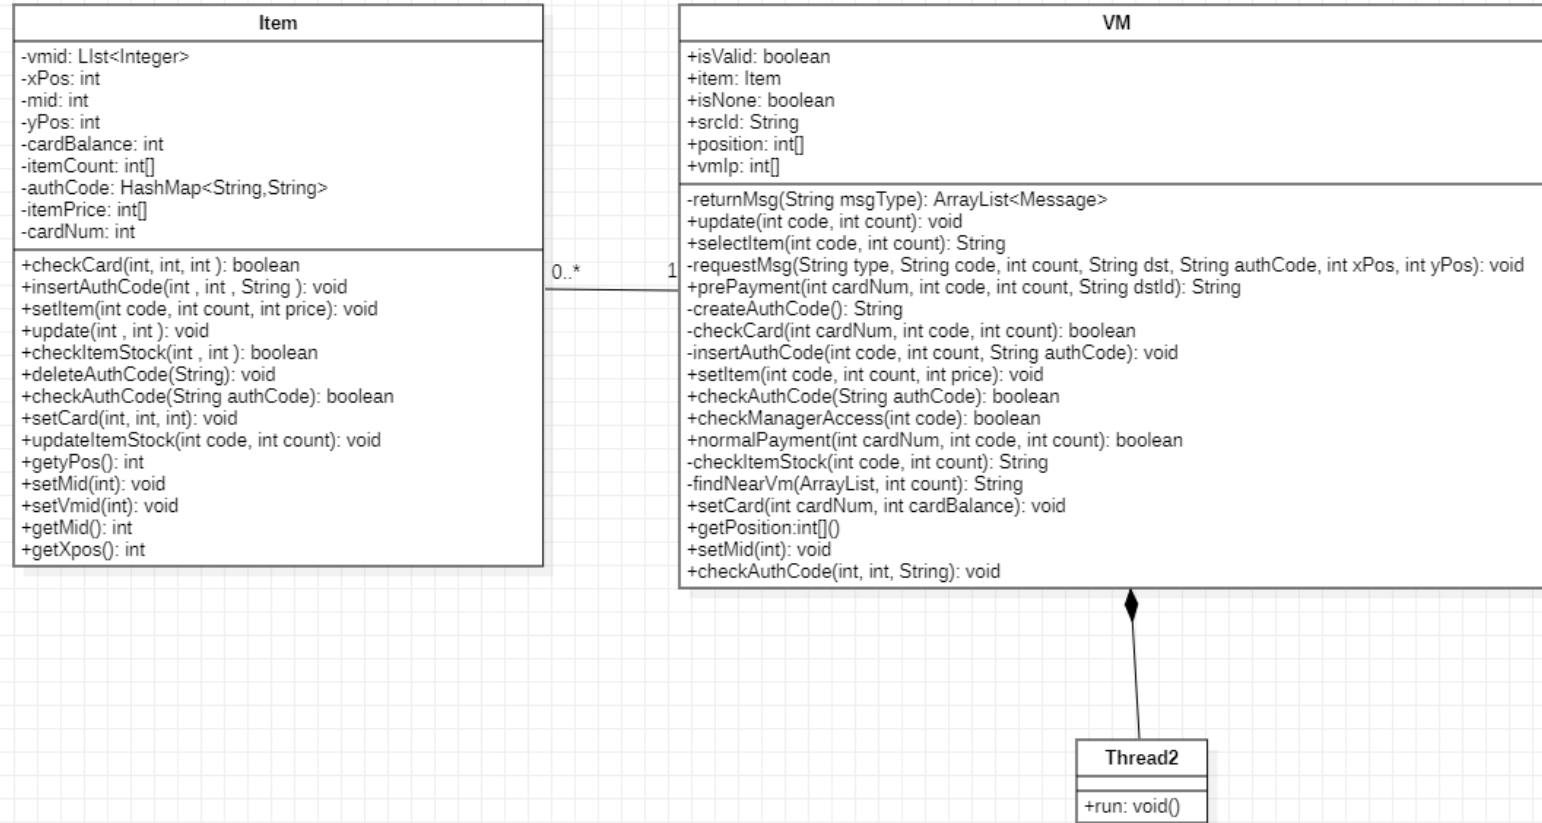 Item
-vmid: LIst<Integer>
-xPos: int
-mid: int
-yPos: int
-cardBalance: int
-itemCount: int[]
-authCode: HashMap<String,String>
-itemPrice: int[]
-cardNum: int
+checkCard(int, int, int ): boolean
+insertAuthCode(int , int , String ): void
+setItem(int code, int count, int price): void
+update(int , int ): void
+checkItemStock(int , int ): boolean
+deleteAuthCode(String): void
+checkAuthCode(String authCode): boolean
+setCard(int, int, int): void
+updateItemStock(int code, int count): void
+getyPos(): int
+setMid(int): void
+setVmid(int): void
+getMid(): int
+getXpos(): int
0..*
1
VM
+isValid: boolean
+item: Item
+isNone: boolean
+srcId: String
+position: int[]
+vmIp: int[]
-returnMsg(String msgType): ArrayList<Message>
+update(int code, int count): void
+selectItem(int code, int count): String
-requestMsg(String type, String code, int count, String dst, String authCode, int xPos, int yPos): void
+prePayment(int cardNum, int code, int count, String dstId): String
-createAuthCode(): String
-checkCard(int cardNum, int code, int count): boolean
-insertAuthCode(int code, int count, String authCode): void
+setItem(int code, int count, int price): void
+checkAuthCode(String authCode): boolean
+checkManagerAccess(int code): boolean
+normalPayment(int cardNum, int code, int count): boolean
-checkItemStock(int code, int count): String
-findNearVm(ArrayList, int count): String
+setCard(int cardNum, int cardBalance): void
+getPosition:int[]()
+setMid(int): void
+checkAuthCode(int, int, String): void
Thread2
+run: void()